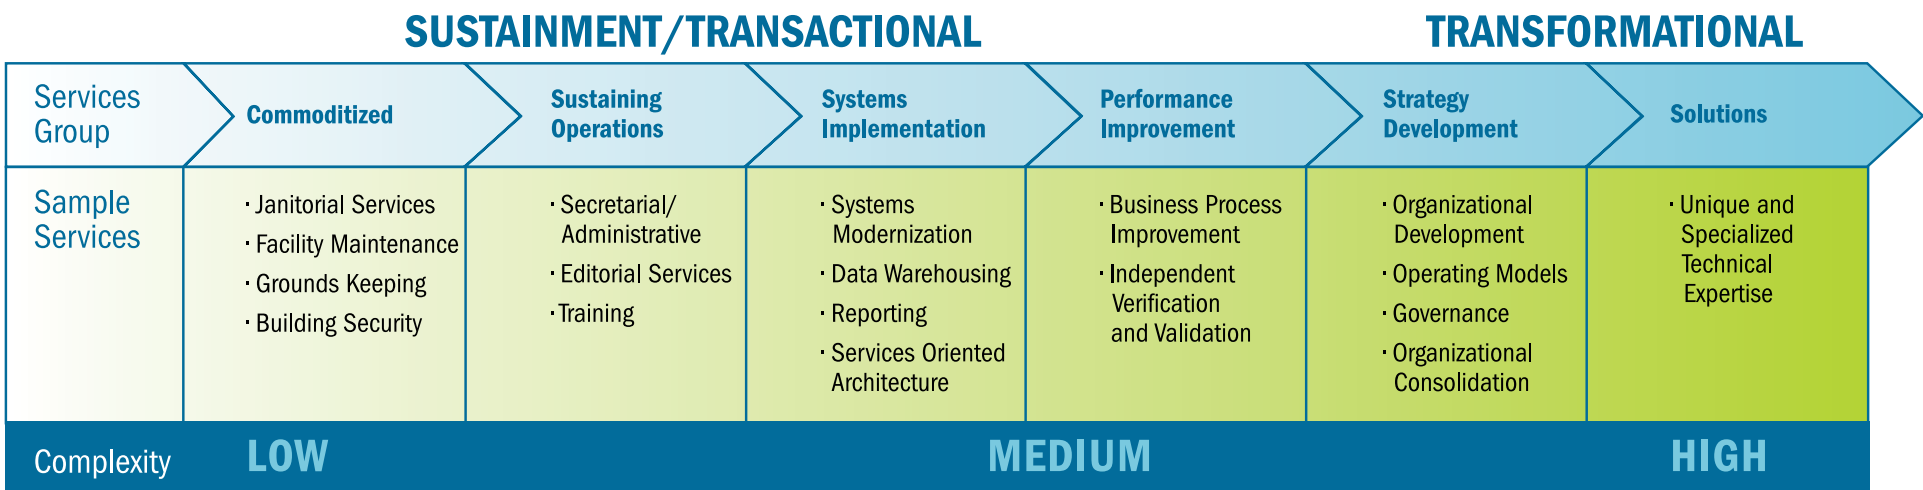 SUSTAINMENT/TRANSACTIONAL
TRANSFORMATIONAL
Services
Group
Commoditized
Sustaining
Operations
Systems
Implementation
Performance
Improvement
Strategy
Development
Solutions
Sample
Services
· Janitorial Services
· Facility Maintenance
· Grounds Keeping
· Building Security
· Secretarial/
Administrative
· Editorial Services
· Training
· Systems
Modernization
· Data Warehousing
· Reporting
· Services Oriented
Architecture
· Business Process
Improvement
· Independent
Verification
and Validation
· Organizational
Development
· Operating Models
· Governance
· Organizational
Consolidation
· Unique and
Specialized
Technical
Expertise
Complexity
LOW
MEDIUM
HIGH